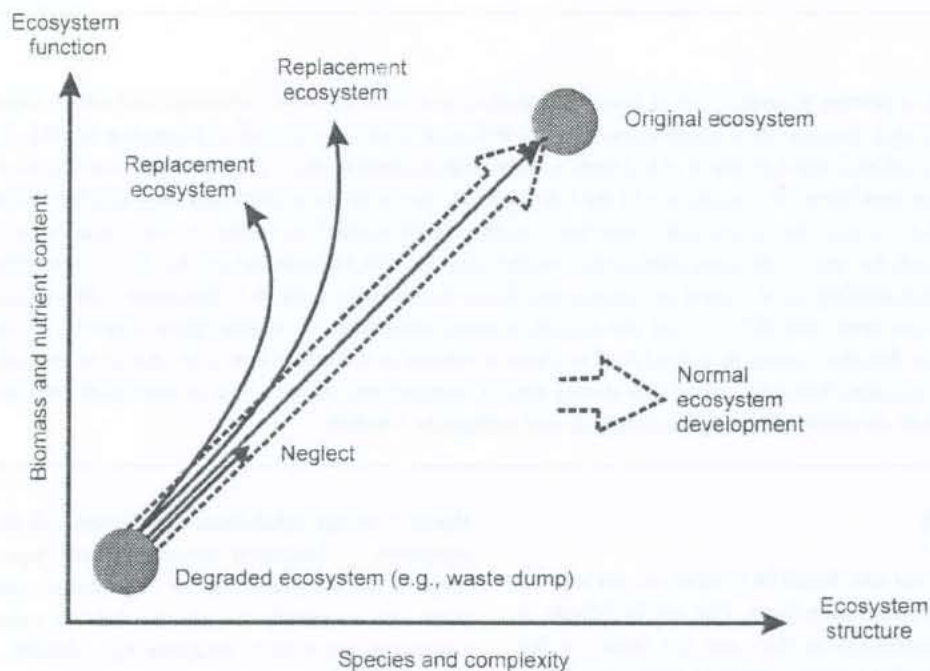 Ecosystem
function
Replacement
ecosystem
Replacement
ecosystem
Original ecosystem
Biomass and nutrient content
Normal
ecosystem
development
Neglect
Degraded ecosystem (e.g., waste dump)
Ecosystem
structure
Species and complexity